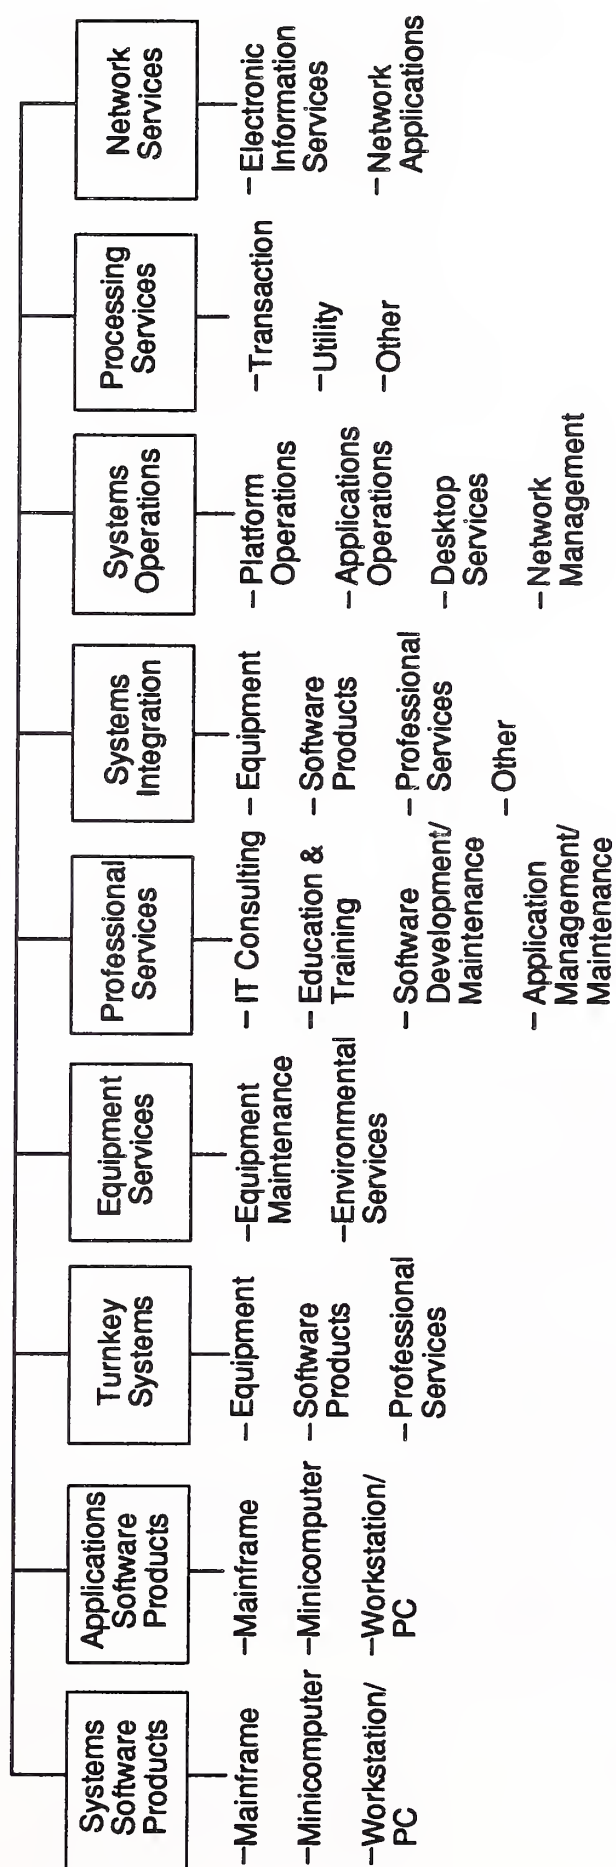 Systems
Software
Products
–Mainframe
–Minicomputer
–Workstation/
PC
Applications
Software
Products
–Mainframe
–Minicomputer
–Workstation/
PC
Turnkey
Systems
–Equipment
–Software
Products
–Professional
Services
Equipment
Services
–Equipment
Maintenance
–Environmental
Services
Professional
Services
–IT Consulting
–Education &
Training
–Software
Development/
Maintenance
–Application
Management/
Maintenance
Systems
Integration
–Equipment
–Software
Products
–Professional
Services
–Other
Systems
Operations
–Platform
Operations
–Applications
Operations
–Desktop
Services
–Network
Management
Processing
Services
–Transaction
–Utility
–Other
Network
Services
–Electronic
Information
Services
–Network
Applications